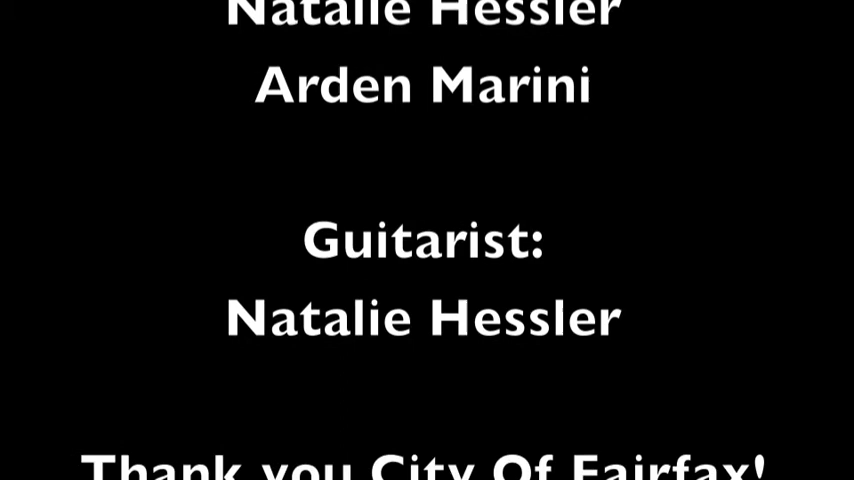 Natalie Hessler
Arden Marini
Guitarist:
Natalie Hessler
Thank you City Of Fairfax!